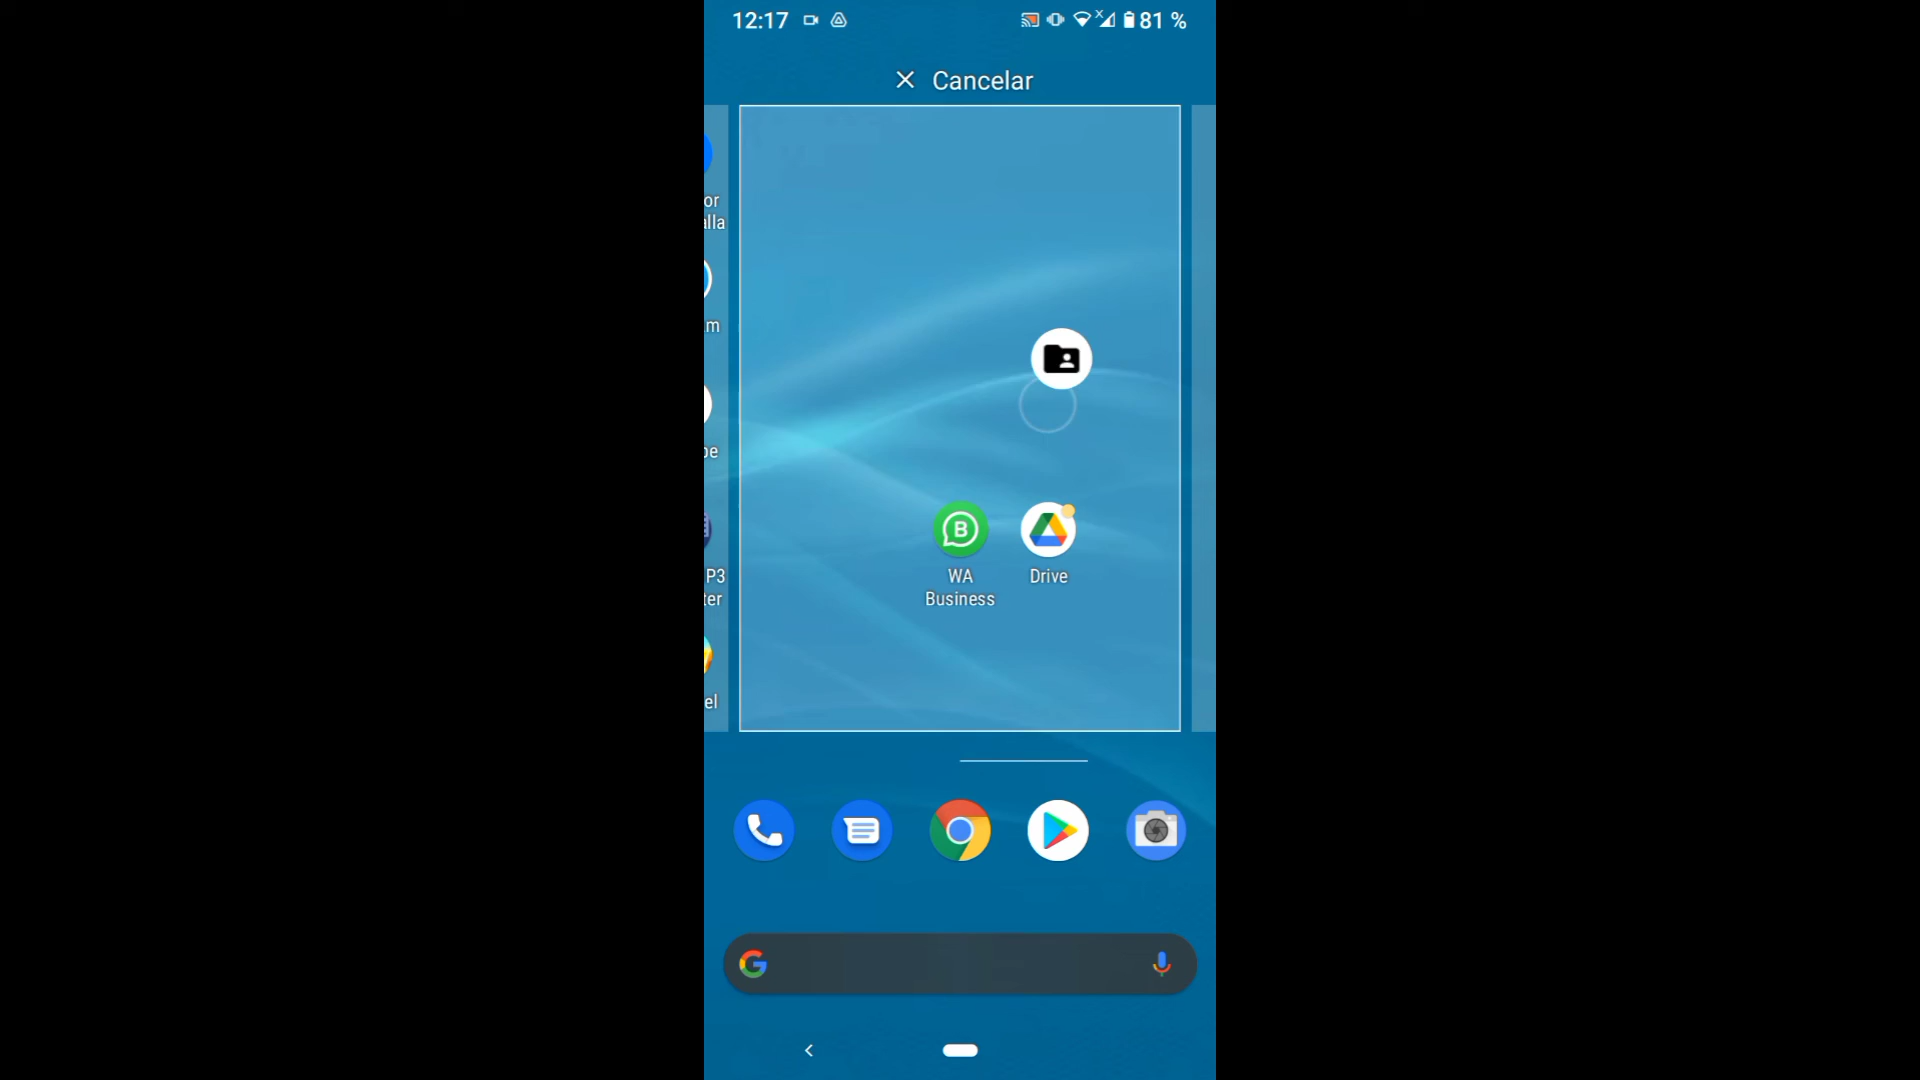 12:17
81 %
Cancelar
or
alla
m
be
P3
ter
el
B
WA
Business
Drive
G